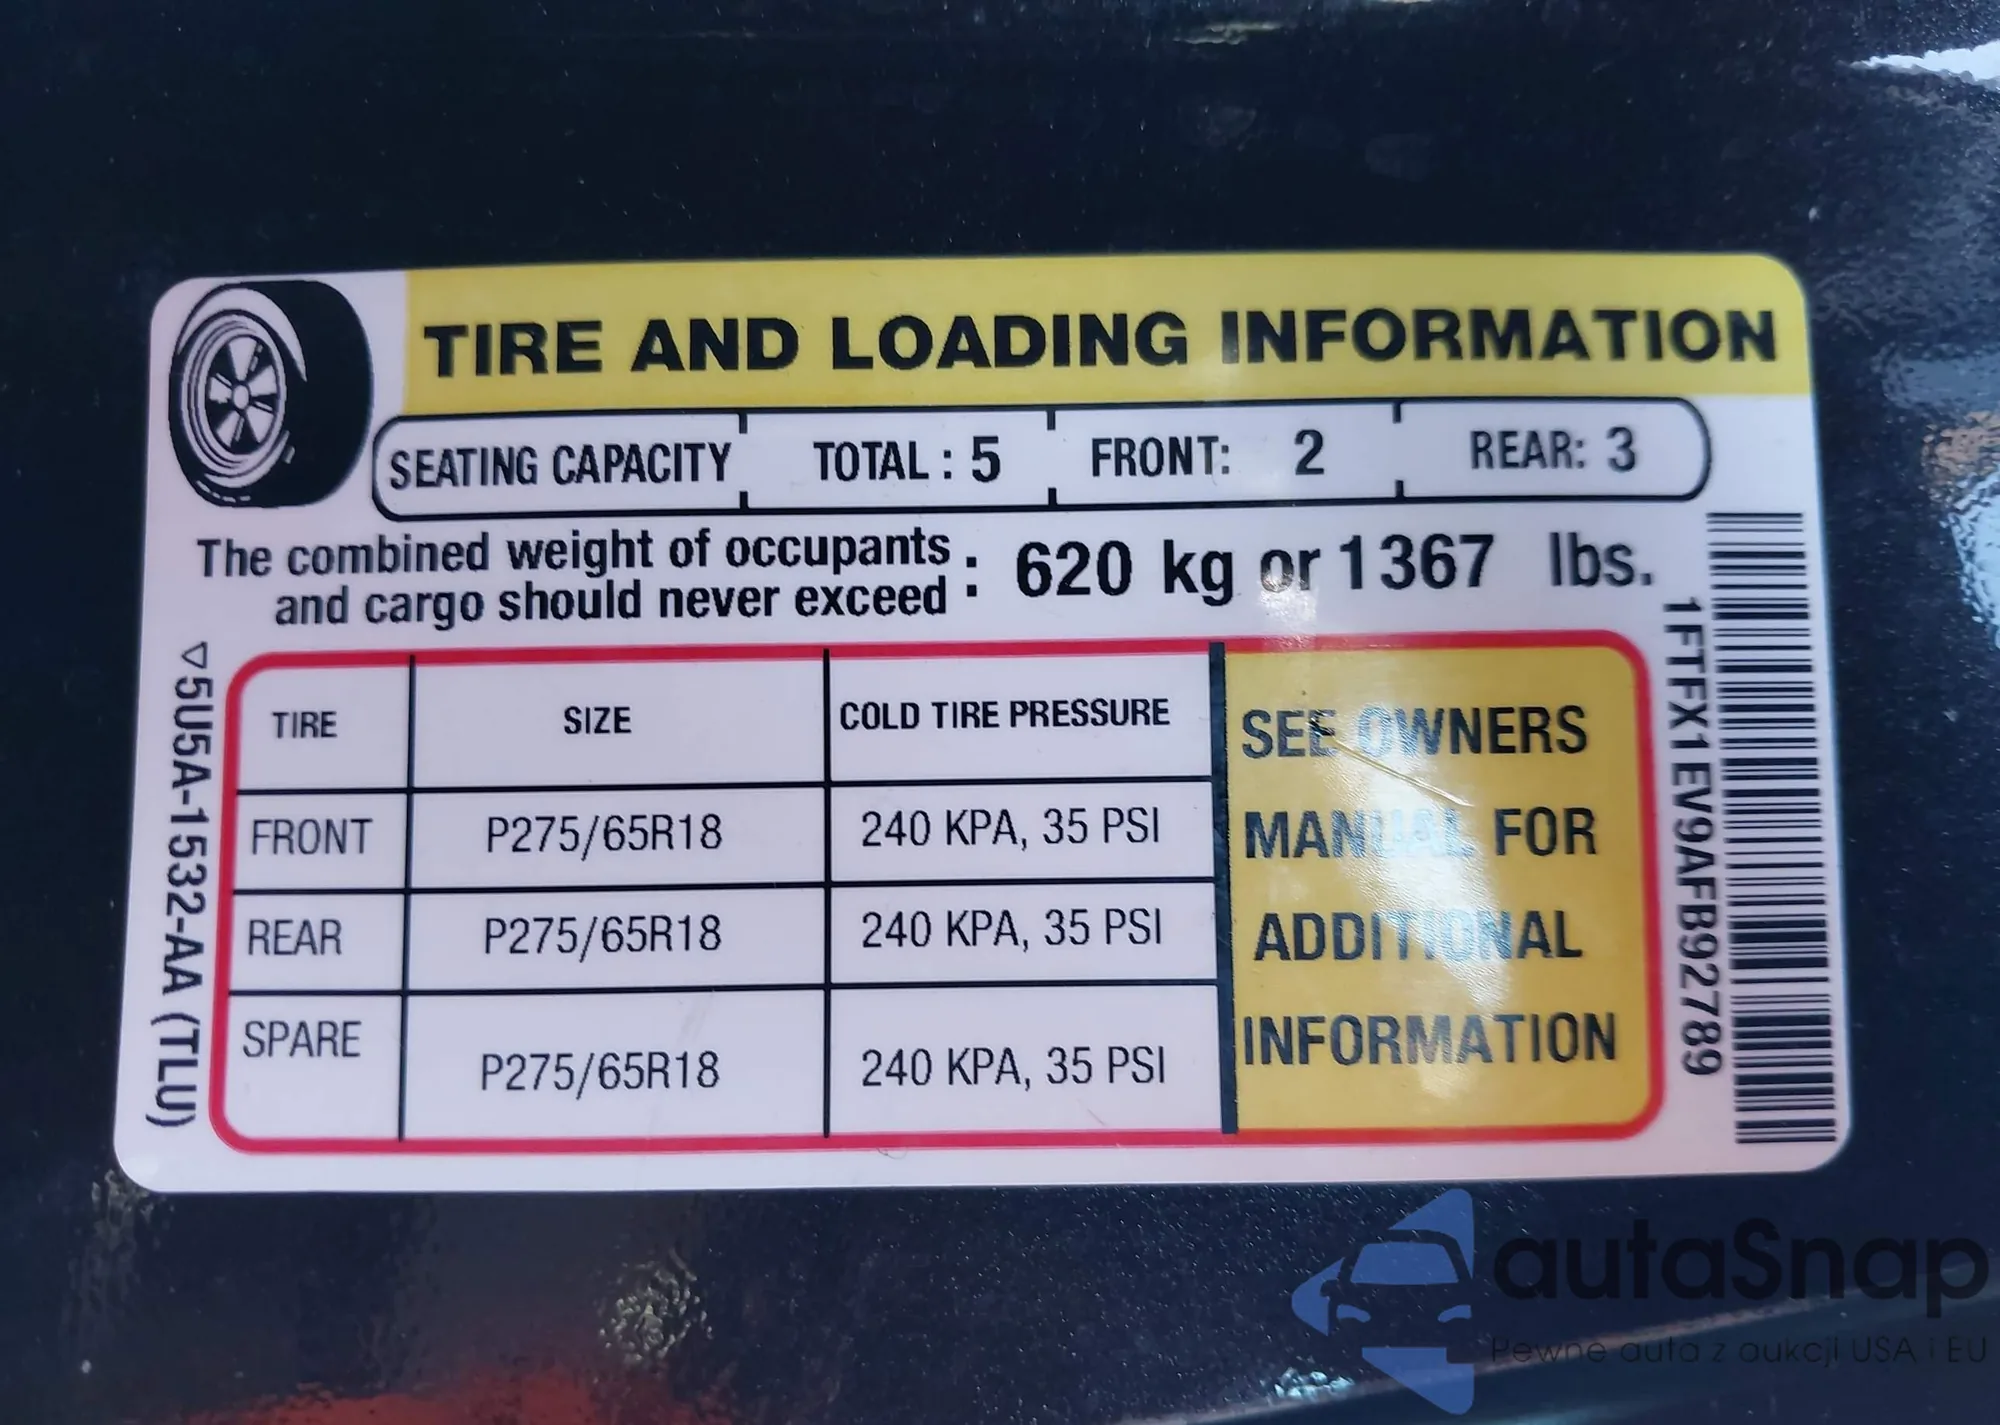 TIRE AND LOADING INFORMATION
SEATING CAPACITY TOTAL : 5 FRONT: 2 REAR: 3
The combined weight of occupants
and cargo should never exceed : 620 kg or 1367 lbs.
TIRE SIZE COLD TIRE PRESSURE
FRONT P275/65R18 240 KPA, 35 PSI
REAR P275/65R18 240 KPA, 35 PSI
SPARE P275/65R18 240 KPA, 35 PSI
SEE OWNERS
MANUAL FOR
ADDITIONAL
INFORMATION
5U5A-1532-AA (TLU)
1FTFX1EV9AFB92789
autaSnap
Pewne auta z aukcji USA i EU